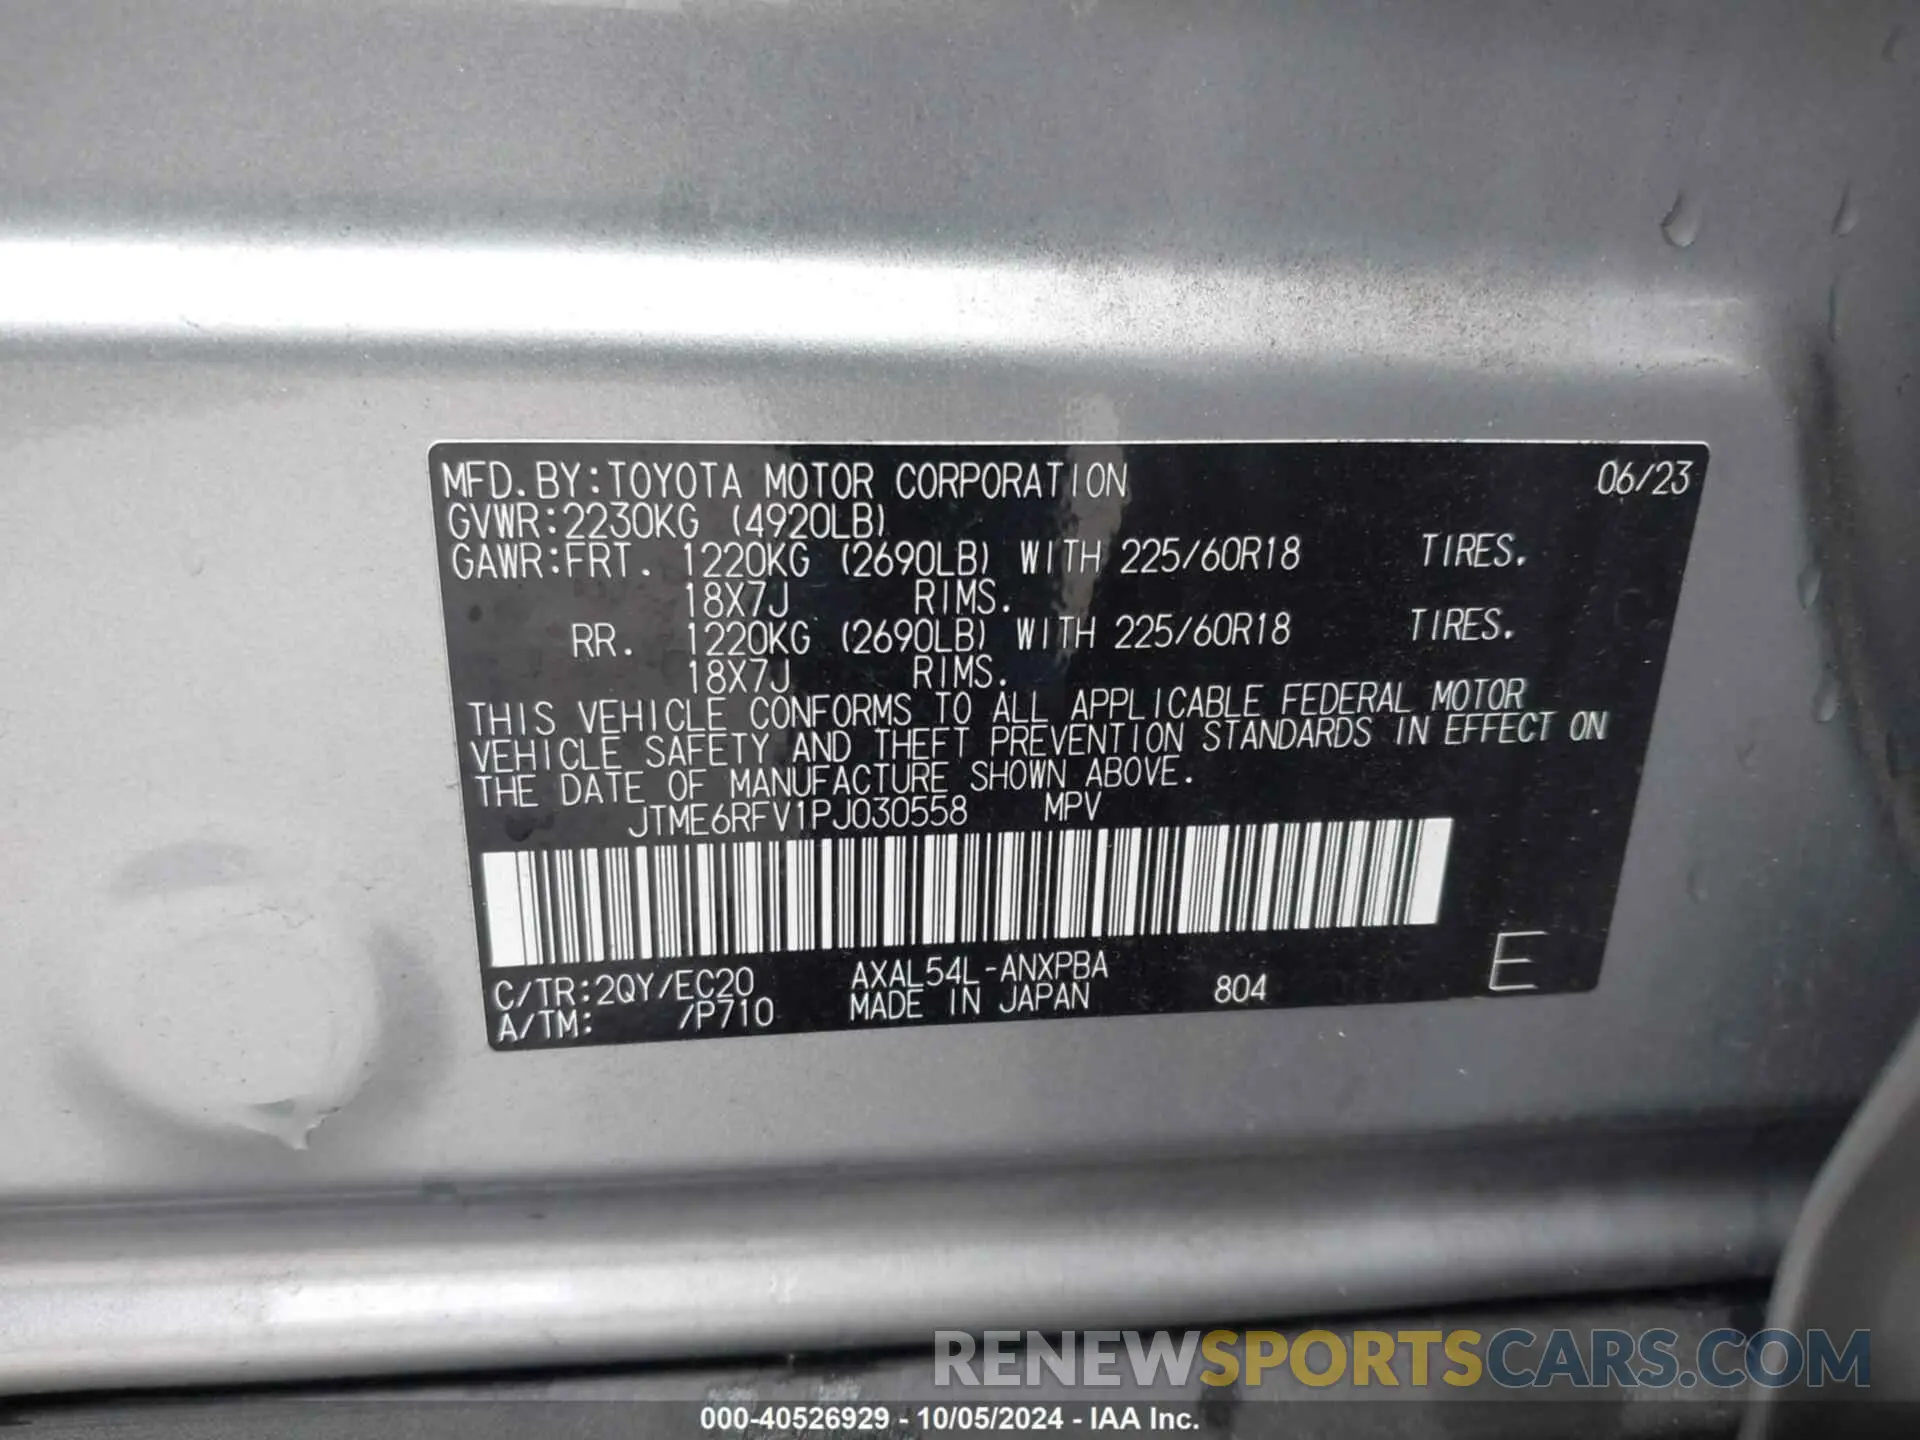 MFD. BY:TOYOTA MOTOR CORPORATION 06/23
GVWR:2230KG (4920LB)
GAWR:FRT. 1220KG (2690LB) WITH 225/60R18 TIRES.
18X7J RIMS.
RR. 1220KG (2690LB) WITH 225/60R18 TIRES.
18X7J RIMS.
THIS VEHICLE CONFORMS TO ALL APPLICABLE FEDERAL MOTOR
VEHICLE SAFETY AND THEFT PREVENTION STANDARDS IN EFFECT ON
THE DATE OF MANUFACTURE SHOWN ABOVE.
JTME6RFV1PJ030558 MPV
C/TR:2QY/EC20 AXAL54L-ANXPBA
A/TM: /P710 MADE IN JAPAN 804 E
RENEWSPORTSCARS.COM
000-40526929 - 10/05/2024 - IAA Inc.